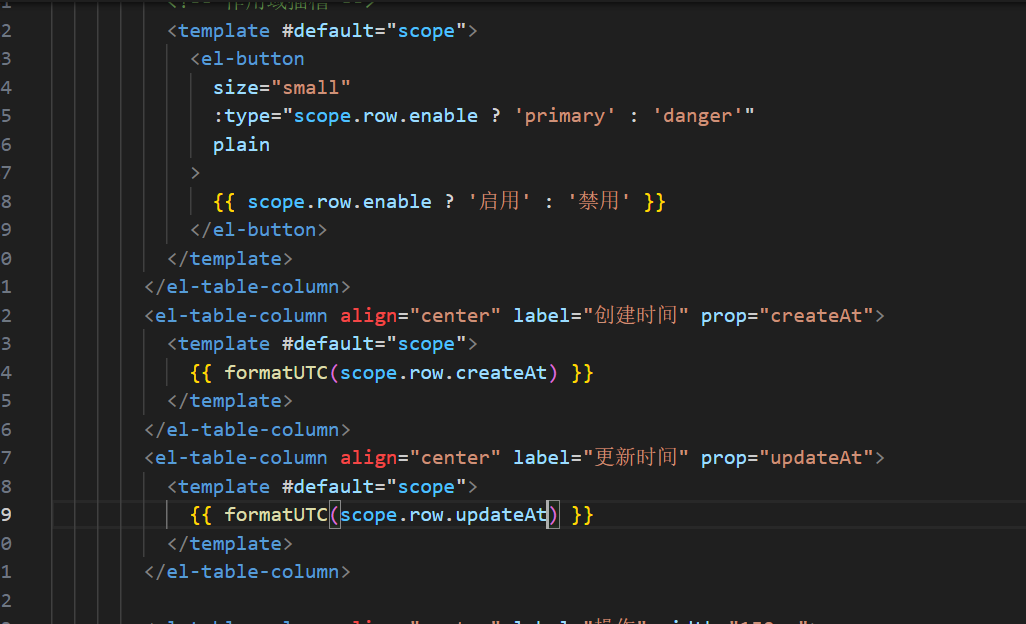 2 <template #default="scope">
3 <el-button
4 size="small"
5 :type="scope.row.enable ? 'primary' : 'danger'"
6 plain
7 >
8 {{ scope.row.enable ? '启用' : '禁用' }}
9 </el-button>
0 </template>
1 </el-table-column>
2 <el-table-column align="center" label="创建时间" prop="createAt">
3 <template #default="scope">
4 {{ formatUTC(scope.row.createAt) }}
5 </template>
6 </el-table-column>
7 <el-table-column align="center" label="更新时间" prop="updateAt">
8 <template #default="scope">
9 {{ formatUTC(scope.row.updateAt) }}
0 </template>
1 </el-table-column>
2